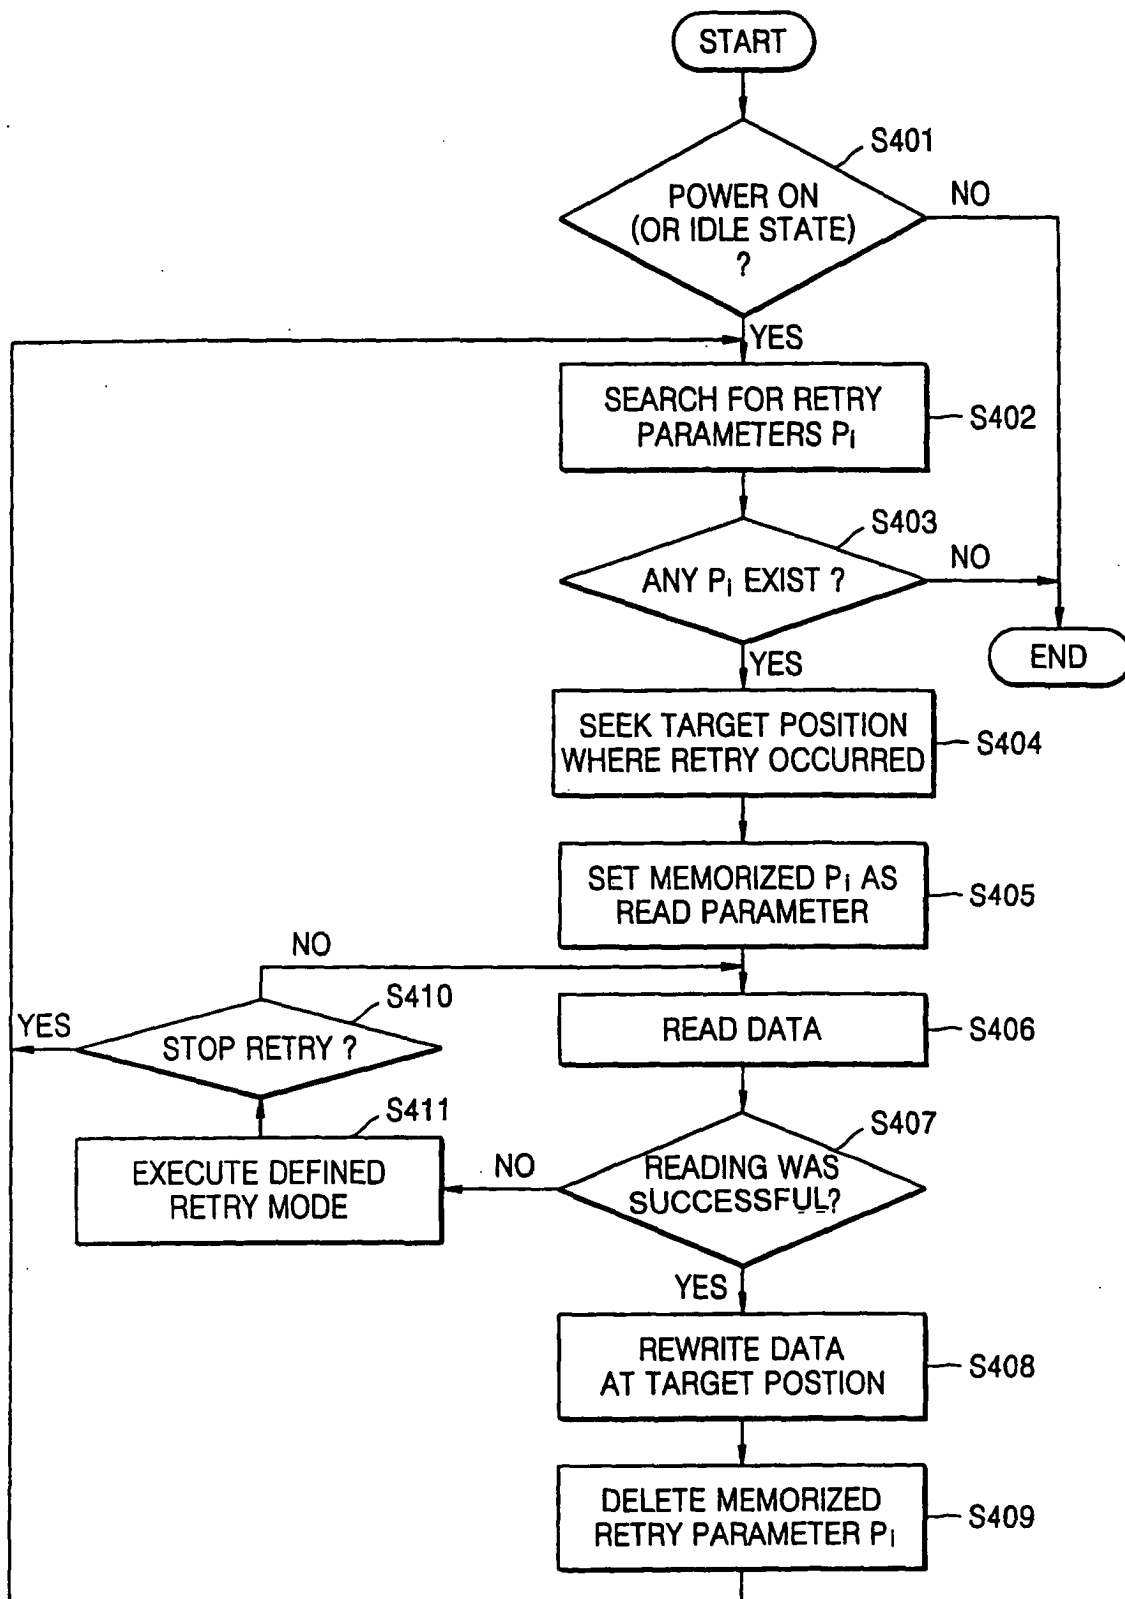 START
S401
POWER ON
(OR IDLE STATE)
?
NO
YES
SEARCH FOR RETRY
PARAMETERS Pi
S402
S403
ANY Pi EXIST ?
NO
END
YES
SEEK TARGET POSITION
WHERE RETRY OCCURRED
S404
SET MEMORIZED Pi AS
READ PARAMETER
S405
NO
S410
YES
STOP RETRY ?
READ DATA
S406
S411
EXECUTE DEFINED
RETRY MODE
NO
S407
READING WAS
SUCCESSFUL?
YES
REWRITE DATA
AT TARGET POSTION
S408
DELETE MEMORIZED
RETRY PARAMETER Pi
S409